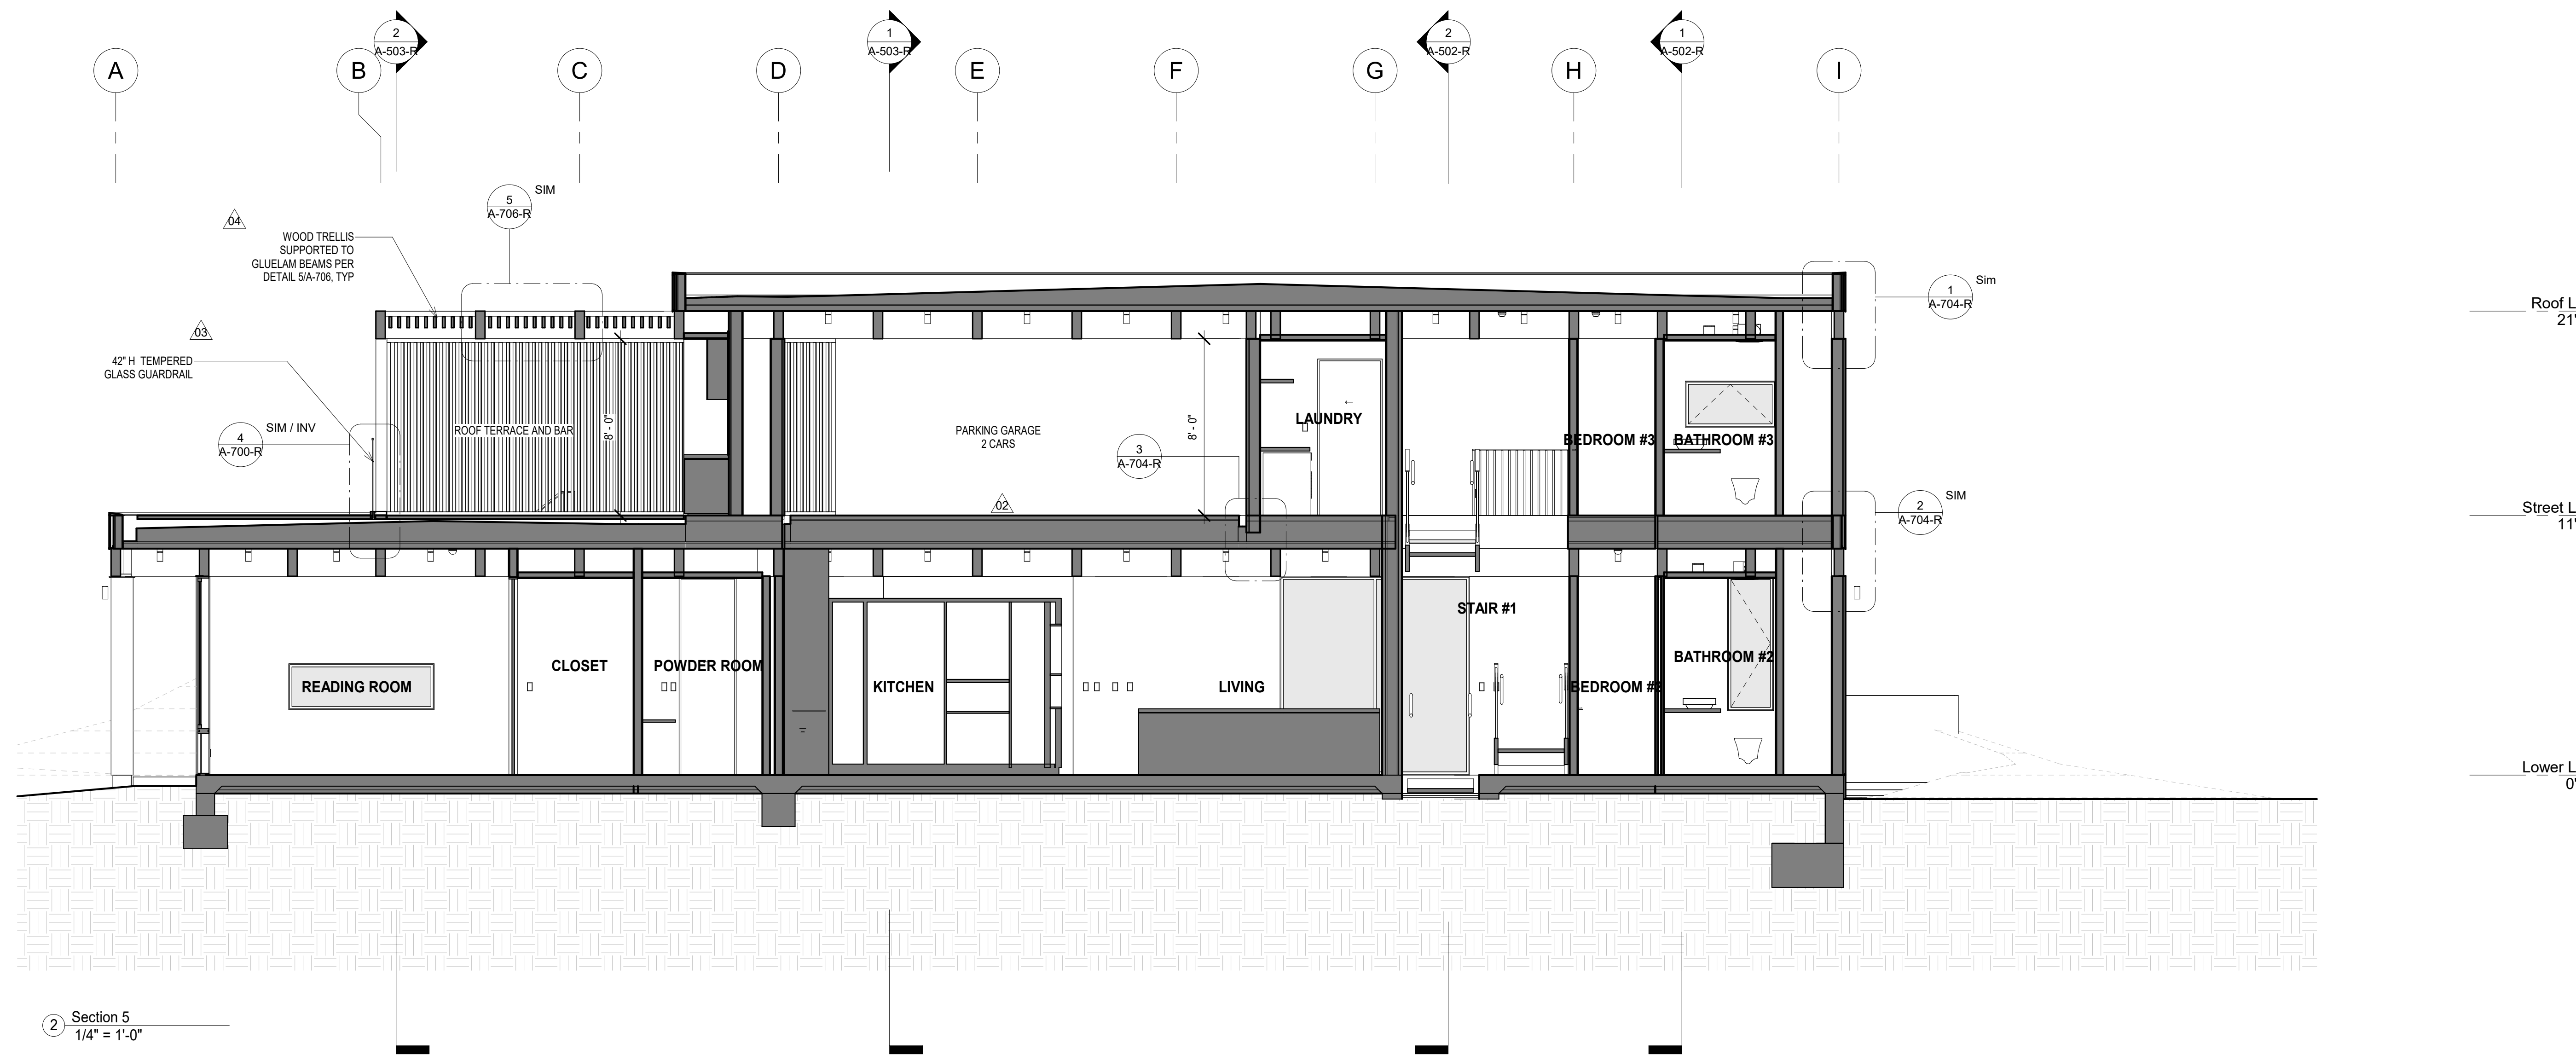 2
A-503-R
1
A-503-R
2
A-502-R
1
A-502-R
A
B
C
D
E
F
G
H
I
5
A-706-R
SIM
04
WOOD TRELLIS
SUPPORTED TO
GLUELAM BEAMS PER
DETAIL 5/A-706, TYP
1
A-704-R
Sim
Roof L
21'
03
42" H TEMPERED
GLASS GUARDRAIL
4
A-700-R
SIM / INV
ROOF TERRACE AND BAR
8' - 0"
PARKING GARAGE
2 CARS
3
A-704-R
8' - 0"
LAUNDRY
BEDROOM #3
BATHROOM #3
02
2
A-704-R
SIM
Street L
11'
STAIR #1
READING ROOM
CLOSET
POWDER ROOM
KITCHEN
LIVING
BEDROOM #2
BATHROOM #2
Lower L
0'
2
Section 5
1/4" = 1'-0"